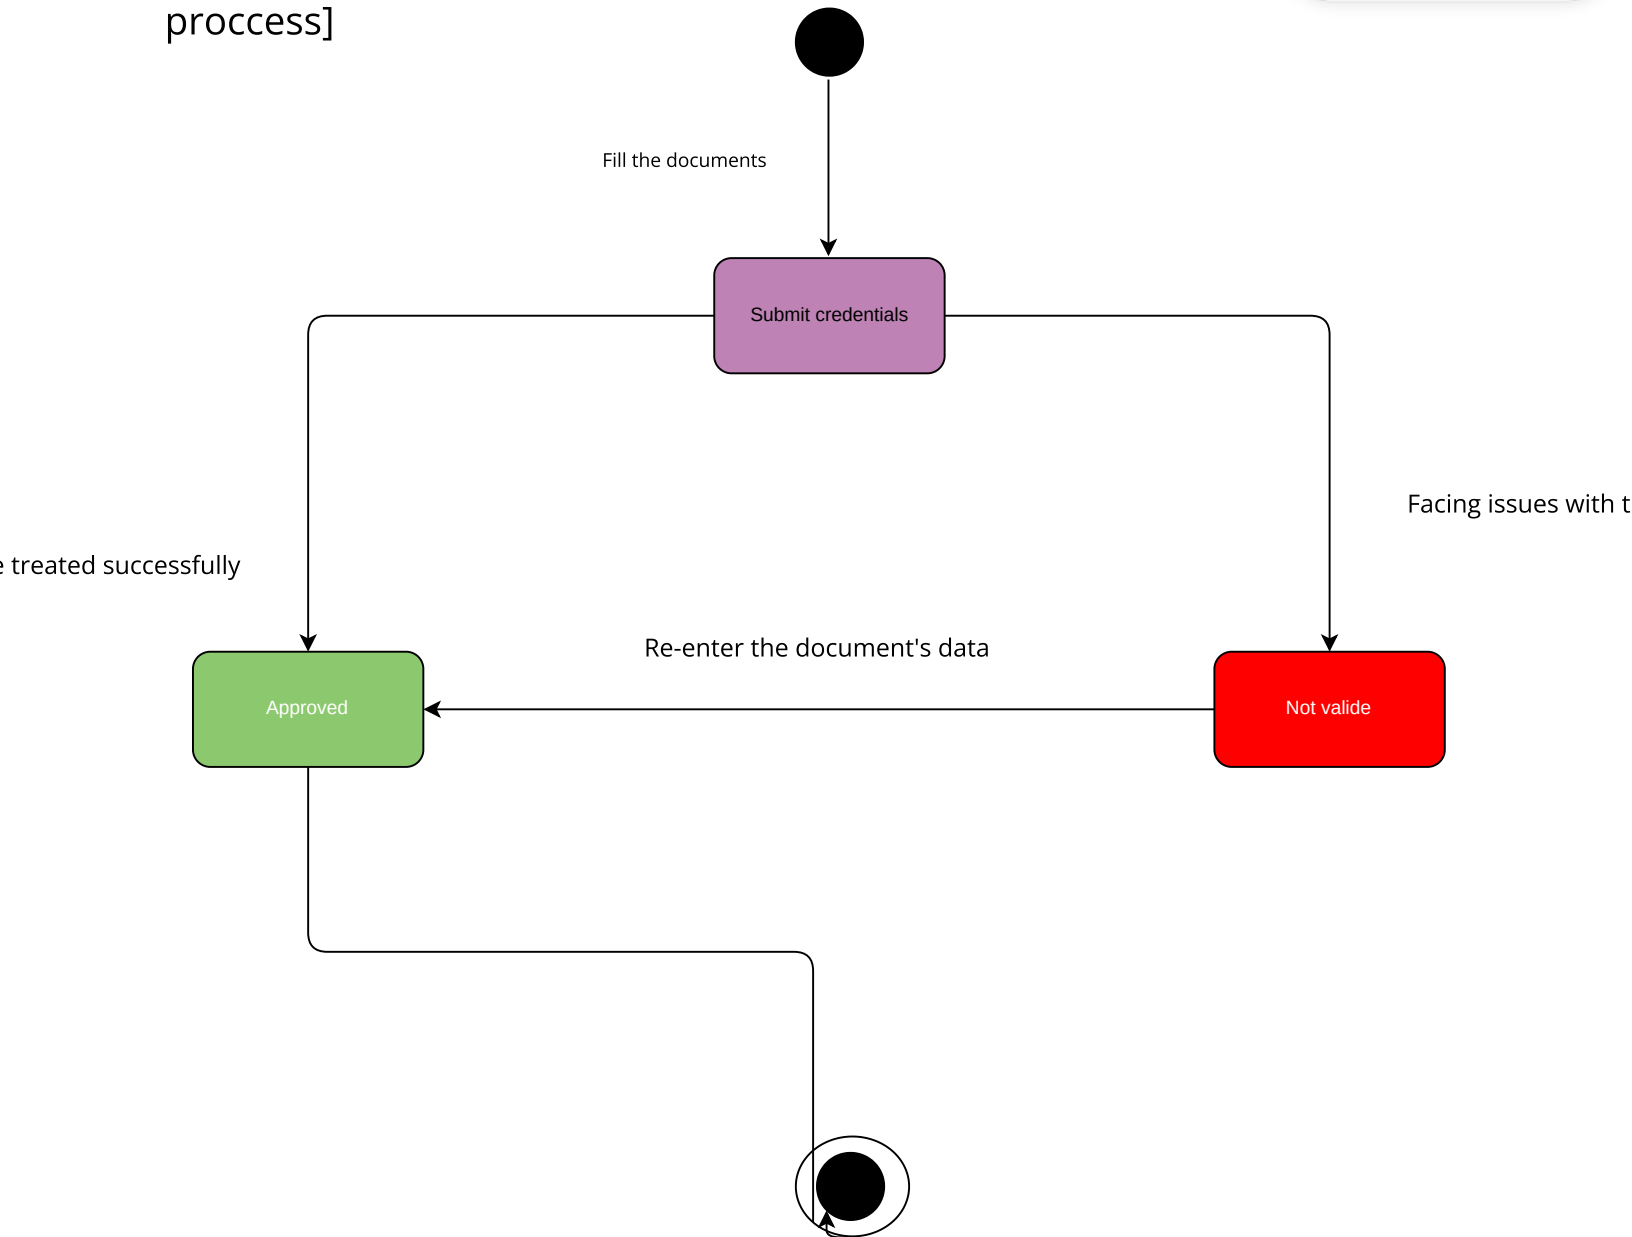 proccess]
Fill the documents
Submit credentials
Facing issues with t
e treated successfully
Re-enter the document's data
Approved
Not valide